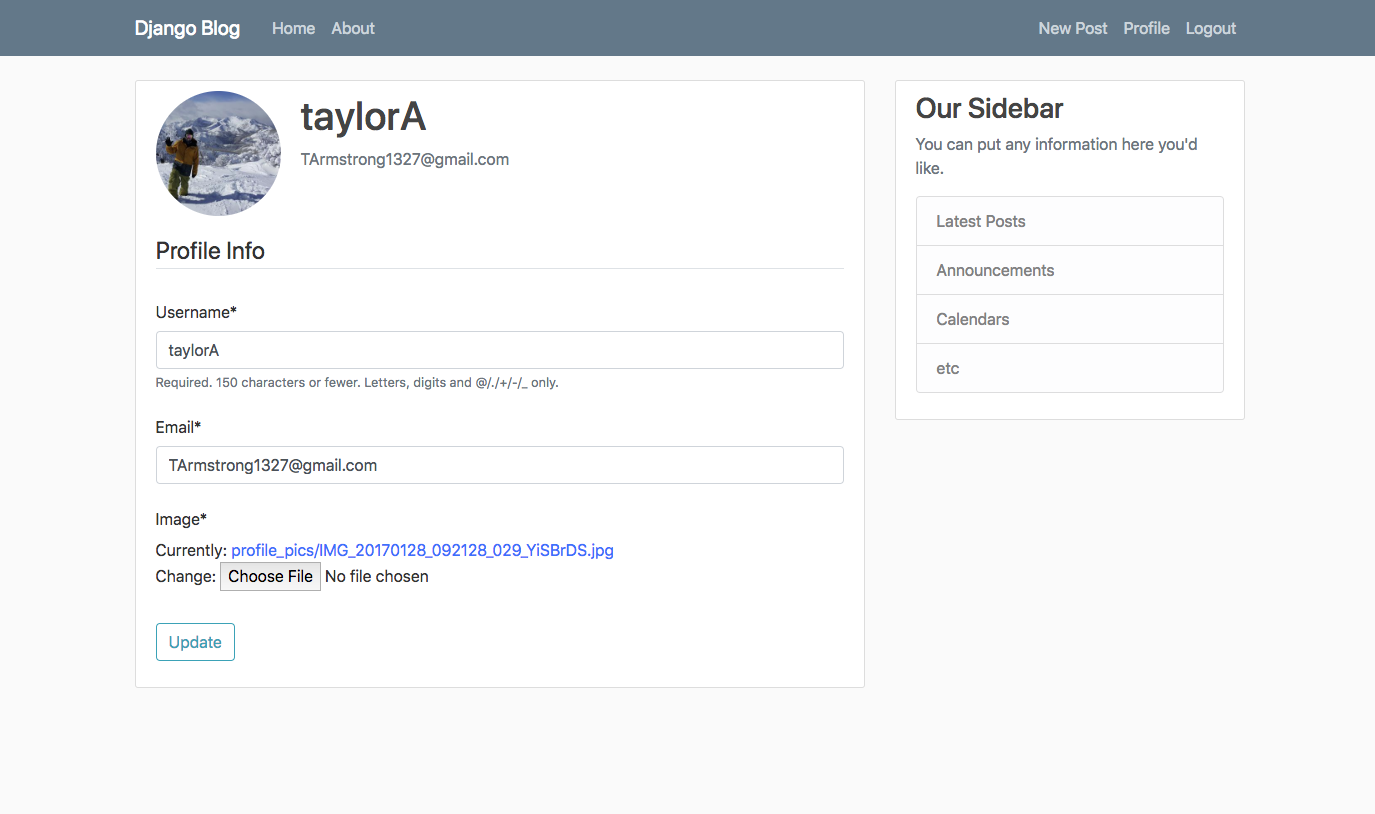 Django Blog Home About New Post Profile Logout
taylorA
TArmstrong1327@gmail.com
Profile Info
Username*
taylorA
Required. 150 characters or fewer. Letters, digits and @/./+/-/_ only.
Email*
TArmstrong1327@gmail.com
Image*
Currently: profile_pics/IMG_20170128_092128_029_YiSBrDS.jpg
Change: Choose File No file chosen
Update
Our Sidebar
You can put any information here you'd
like.
Latest Posts
Announcements
Calendars
etc